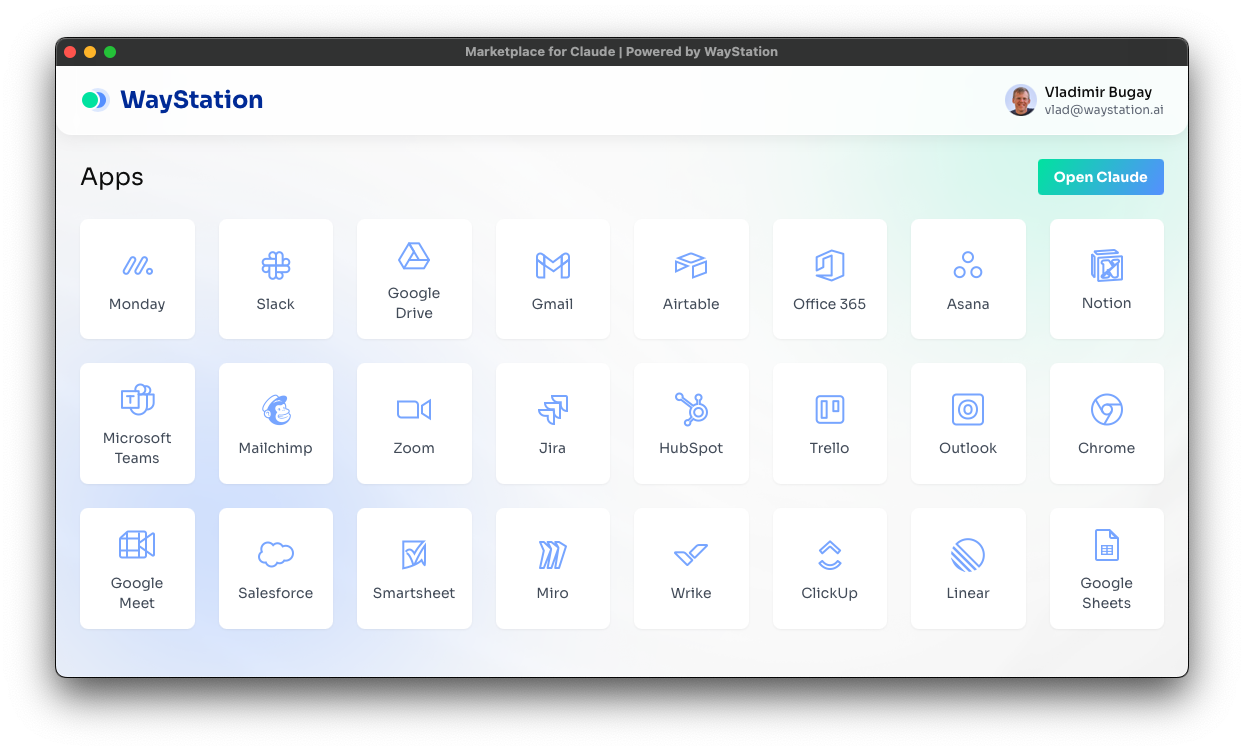 Marketplace for Claude | Powered by WayStation
WayStation
Vladimir Bugay
vlad@waystation.ai
Apps
Open Claude
Monday
Slack
Google
Drive
Gmail
Airtable
Office 365
Asana
Notion
Microsoft
Teams
Mailchimp
Zoom
Jira
HubSpot
Trello
Outlook
Chrome
Google
Meet
Salesforce
Smartsheet
Miro
Wrike
ClickUp
Linear
Google
Sheets